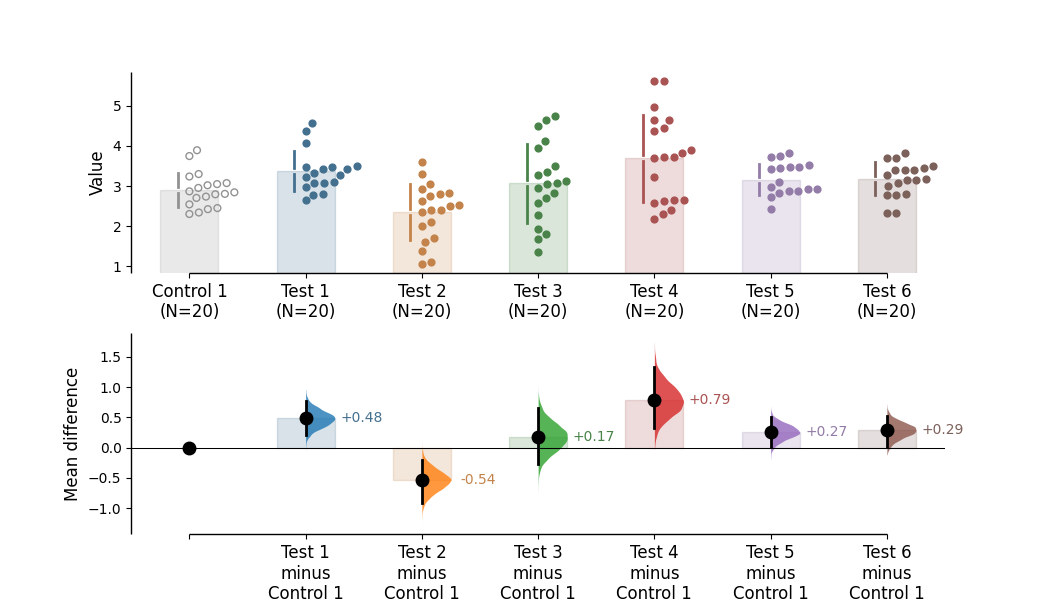 Value
5
4
3
2
1
Control 1 Test 1 Test 2 Test 3 Test 4 Test 5 Test 6
(N=20) (N=20) (N=20) (N=20) (N=20) (N=20) (N=20)
Mean difference
1.5
1.0
0.5
0.0
−0.5
−1.0
+0.48 -0.54 +0.17 +0.79 +0.27 +0.29
Test 1 Test 2 Test 3 Test 4 Test 5 Test 6
minus minus minus minus minus minus
Control 1 Control 1 Control 1 Control 1 Control 1 Control 1